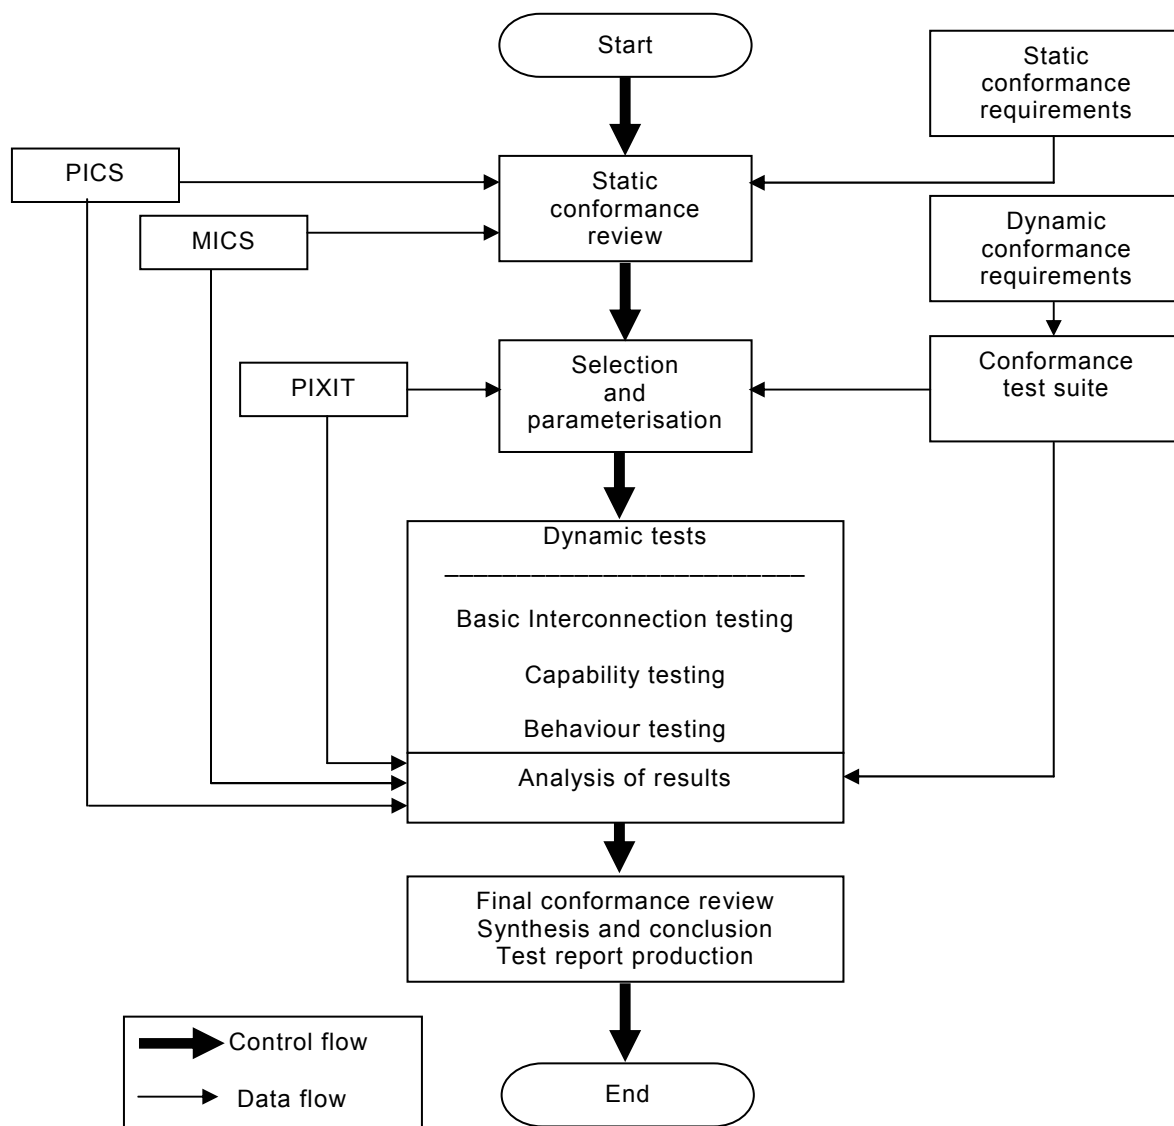 Start
Static
conformance
requirements
PICS
Static
conformance
review
MICS
Dynamic
conformance
requirements
Selection
and
parameterisation
PIXIT
Conformance
test suite
Dynamic tests
Basic Interconnection testing
Capability testing
Behaviour testing
Analysis of results
Final conformance review
Synthesis and conclusion
Test report production
Control flow
Data flow
End